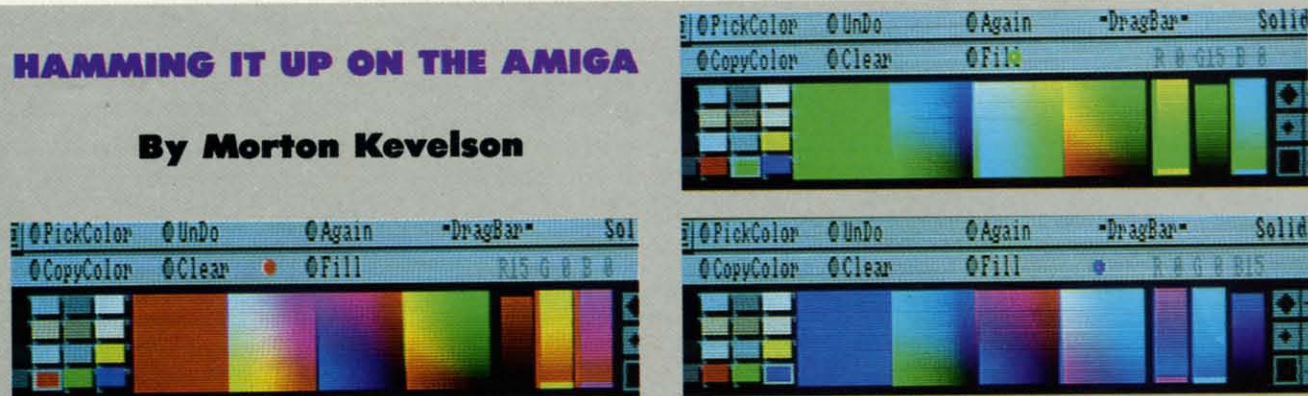 HAMMING IT UP ON THE AMIGA
By Morton Kevelson
PickColor UnDo Again DragBar Solid
CopyColor Clear Fill R 0 G15 B 0
PickColor UnDo Again DragBar Sol
CopyColor Clear Fill R15 G 0 B 0
PickColor UnDo Again DragBar Solid
CopyColor Clear Fill R 0 G 0 B15